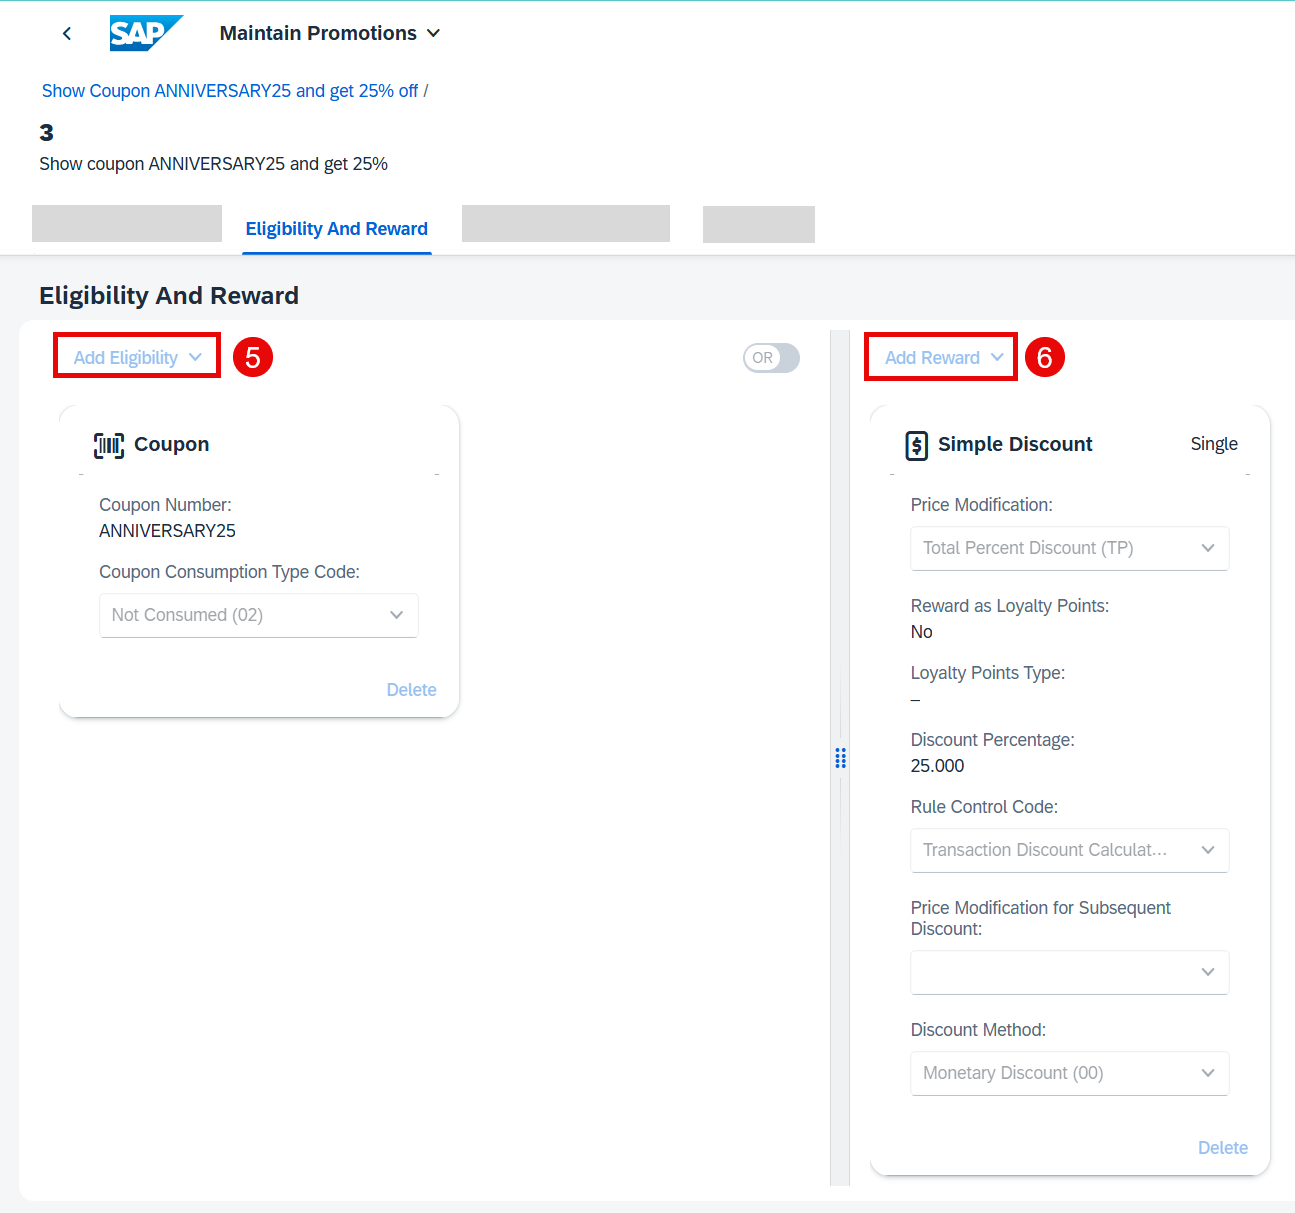 SAP
Maintain Promotions
Show Coupon ANNIVERSARY25 and get 25% off /
3
Show coupon ANNIVERSARY25 and get 25%
Eligibility And Reward
Eligibility And Reward
Add Eligibility
5
OR
Coupon
Coupon Number:
ANNIVERSARY25
Coupon Consumption Type Code:
Not Consumed (02)
Delete
Add Reward
6
Simple Discount
Single
Price Modification:
Total Percent Discount (TP)
Reward as Loyalty Points:
No
Loyalty Points Type:
–
Discount Percentage:
25.000
Rule Control Code:
Transaction Discount Calculat...
Price Modification for Subsequent
Discount:
Discount Method:
Monetary Discount (00)
Delete